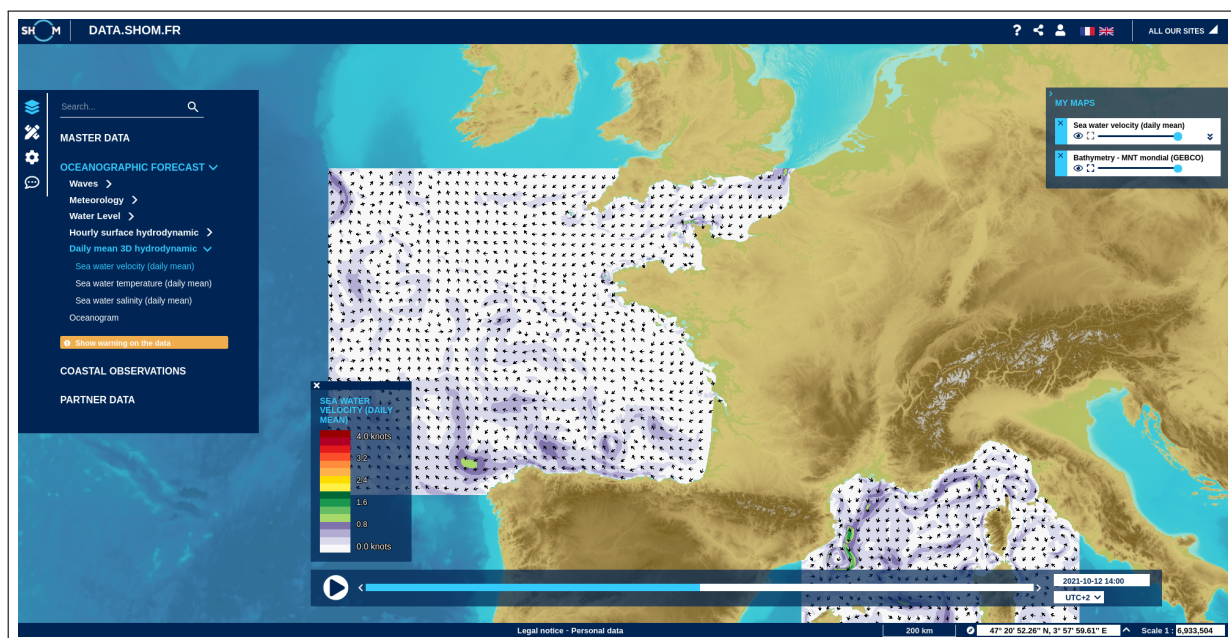 SHOM
DATA.SHOM.FR
?
ALL OUR SITES
Search...
MASTER DATA
OCEANOGRAPHIC FORECAST
Waves
Meteorology
Water Level
Hourly surface hydrodynamic
Daily mean 3D hydrodynamic
Sea water velocity (daily mean)
Sea water temperature (daily mean)
Sea water salinity (daily mean)
Oceanogram
Show warning on the data
COASTAL OBSERVATIONS
PARTNER DATA
MY MAPS
Sea water velocity (daily mean)
Bathymetry - MNT mondial (GEBCO)
SEA WATER
VELOCITY (DAILY
MEAN)
4.0 knots
3.2
2.4
1.6
0.8
0.0 knots
2021-10-12 14:00
UTC+2
Legal notice - Personal data
200 km
47° 20' 52.26" N, 3° 57' 59.61" E
Scale 1 : 6,933,504